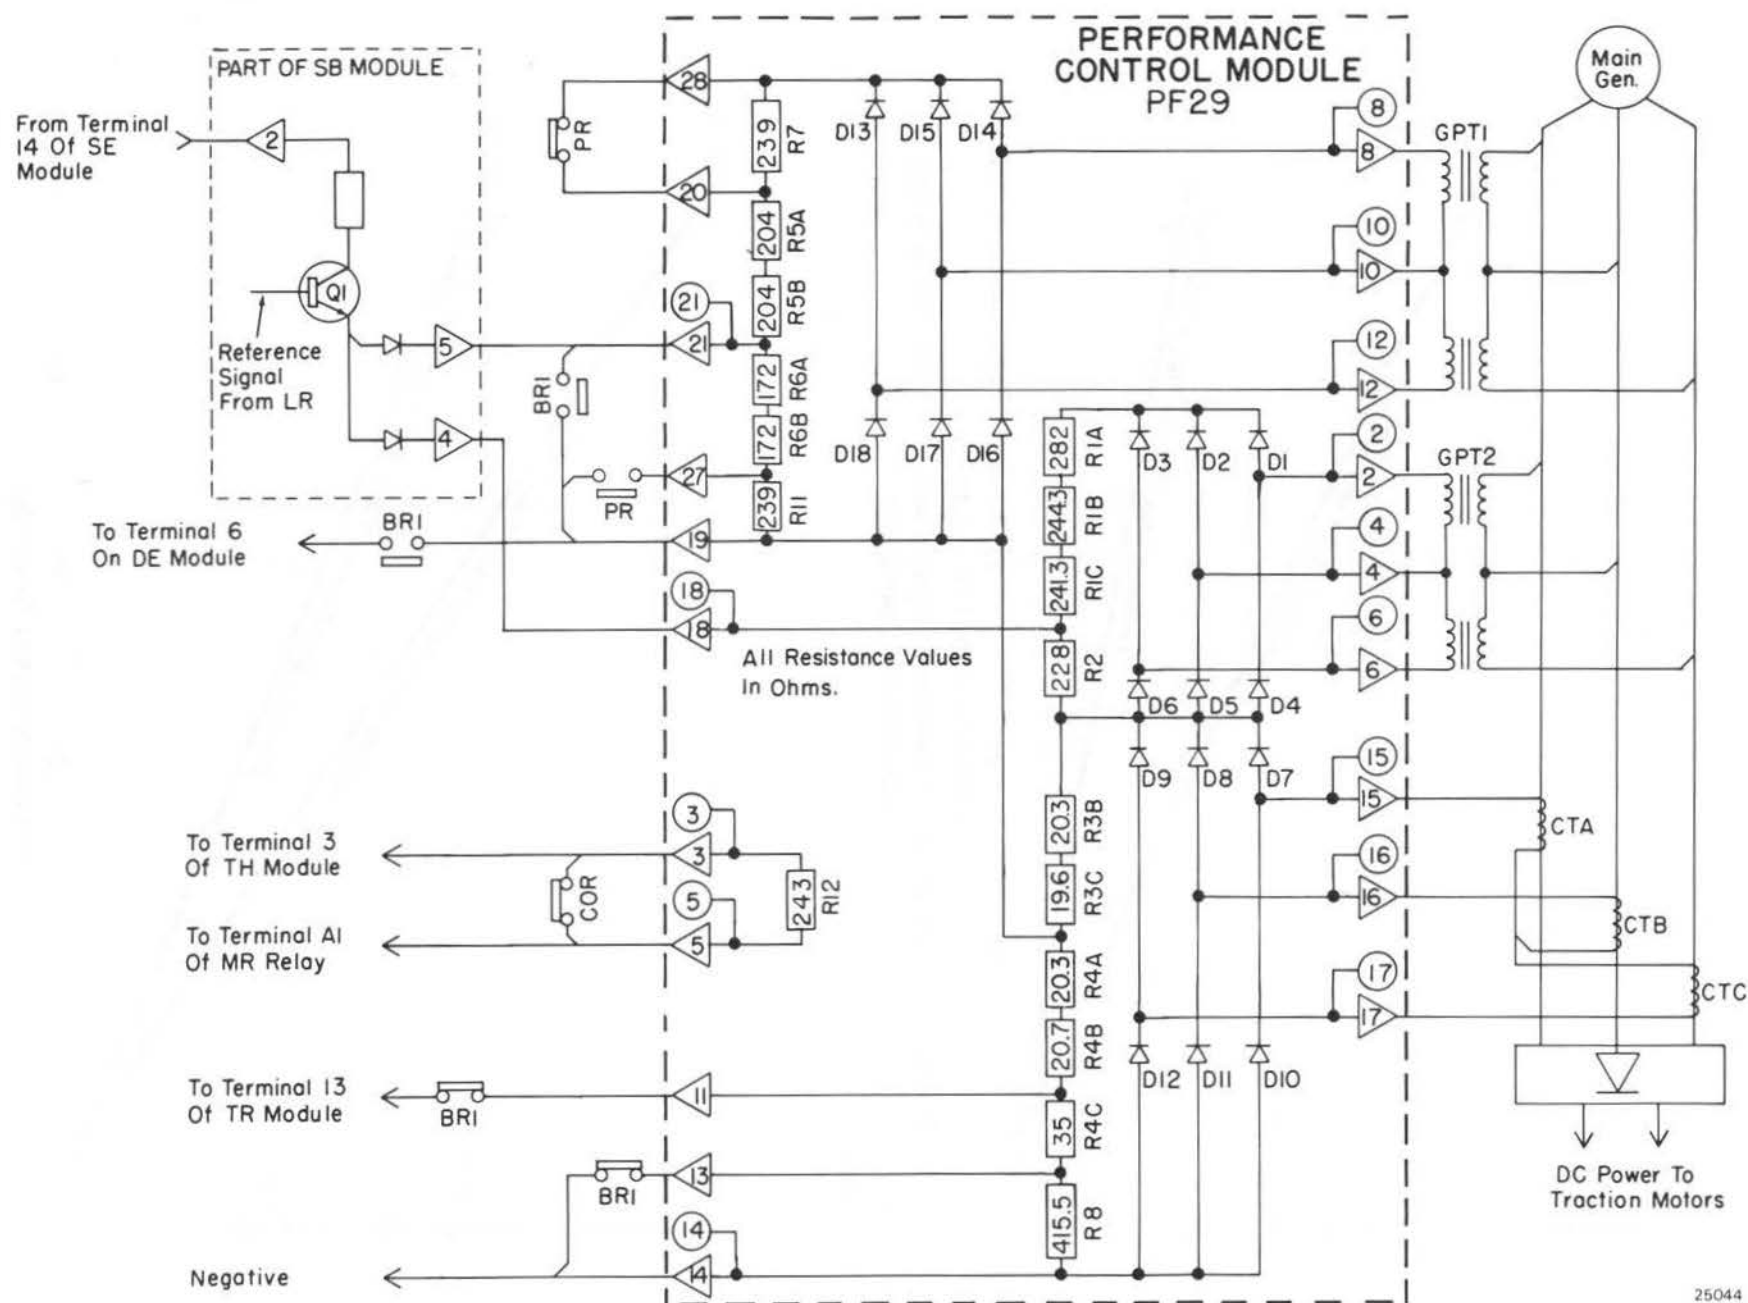 PERFORMANCE
CONTROL MODULE
PF29
PART OF SB MODULE
From Terminal
14 Of SE
Module
2
Q1
Reference
Signal
From LR
5
4
PR
28
20
239
R7
204
R5A
204
R5B
21
21
172
R6A
172
R6B
27
PR
239
R11
19
BR1
BR1
To Terminal 6
On DE Module
18
18
All Resistance Values
In Ohms.
D13
D15
D14
D18
D17
D16
8
8
10
10
12
12
GPT1
Main
Gen.
282
R1A
244.3
R1B
241.3
R1C
228
R2
D3
D2
D1
2
2
4
4
6
6
GPT2
D6
D5
D4
D9
D8
D7
15
15
16
16
17
17
CTA
CTB
CTC
20.3
R3B
19.6
R3C
20.3
R4A
20.7
R4B
35
R4C
415.5
R8
D12
D11
D10
To Terminal 3
Of TH Module
3
3
COR
243
R12
5
5
To Terminal A1
Of MR Relay
To Terminal 13
Of TR Module
BR1
11
BR1
13
14
14
Negative
DC Power To
Traction Motors
25044